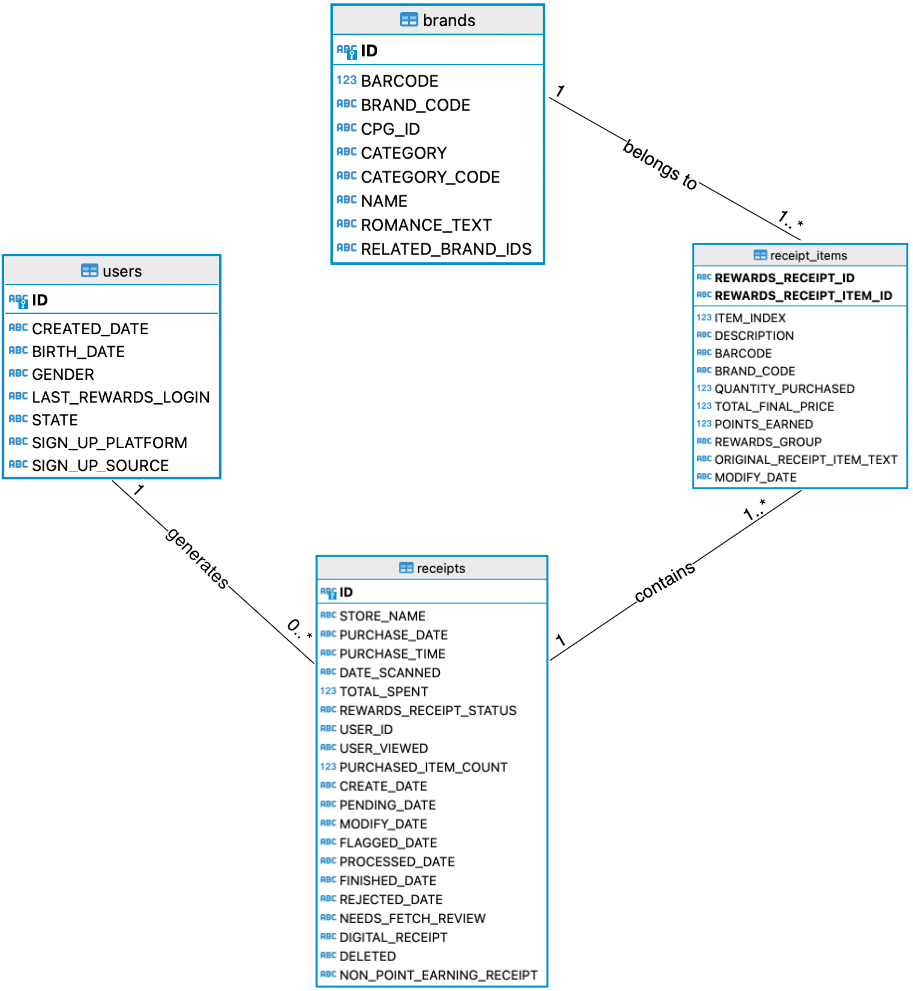 brands
ABC ID
123 BARCODE
ABC BRAND_CODE
ABC CPG_ID
ABC CATEGORY
ABC CATEGORY_CODE
ABC NAME
ABC ROMANCE_TEXT
ABC RELATED_BRAND_IDS
1
belongs to
1..*
users
ABC ID
ABC CREATED_DATE
ABC BIRTH_DATE
ABC GENDER
ABC LAST_REWARDS_LOGIN
ABC STATE
ABC SIGN_UP_PLATFORM
ABC SIGN_UP_SOURCE
receipt_items
ABC REWARDS_RECEIPT_ID
ABC REWARDS_RECEIPT_ITEM_ID
123 ITEM_INDEX
ABC DESCRIPTION
ABC BARCODE
ABC BRAND_CODE
123 QUANTITY_PURCHASED
123 TOTAL_FINAL_PRICE
123 POINTS_EARNED
ABC REWARDS_GROUP
ABC ORIGINAL_RECEIPT_ITEM_TEXT
ABC MODIFY_DATE
1
generates
0..*
1..*
contains
1
receipts
ABC ID
ABC STORE_NAME
ABC PURCHASE_DATE
ABC PURCHASE_TIME
ABC DATE_SCANNED
123 TOTAL_SPENT
ABC REWARDS_RECEIPT_STATUS
ABC USER_ID
ABC USER_VIEWED
123 PURCHASED_ITEM_COUNT
ABC CREATE_DATE
ABC PENDING_DATE
ABC MODIFY_DATE
ABC FLAGGED_DATE
ABC PROCESSED_DATE
ABC FINISHED_DATE
ABC REJECTED_DATE
ABC NEEDS_FETCH_REVIEW
ABC DIGITAL_RECEIPT
ABC DELETED
ABC NON_POINT_EARNING_RECEIPT